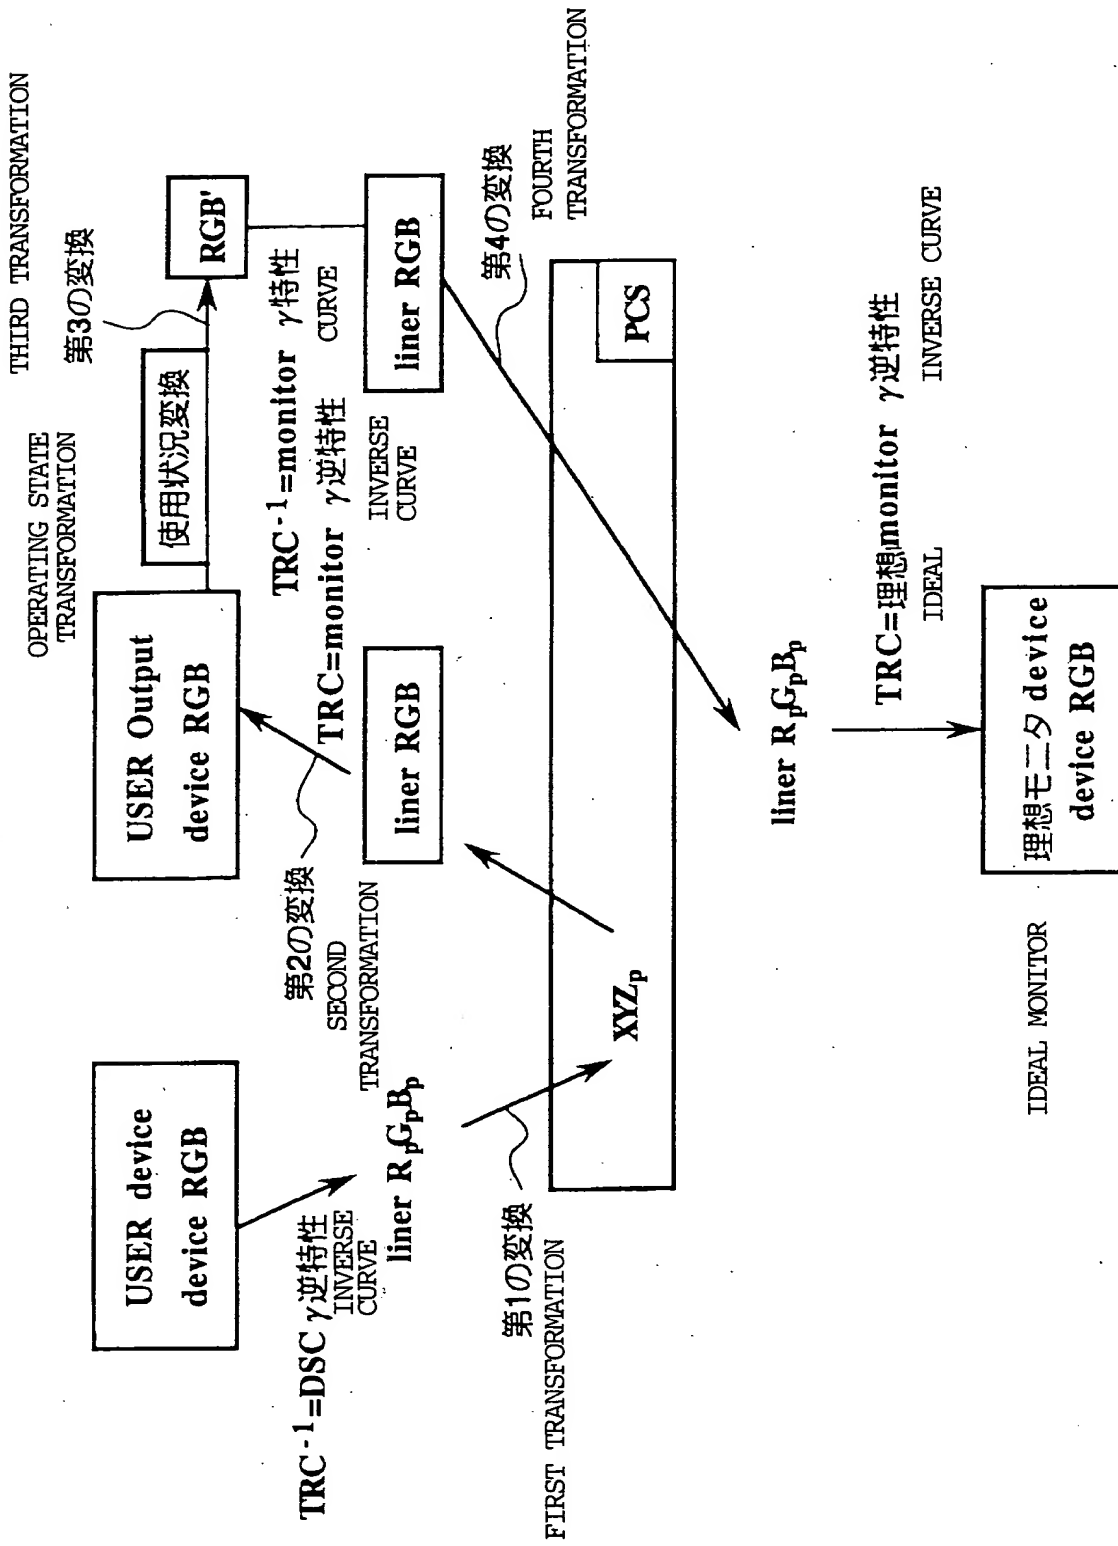 THIRD TRANSFORMATION
第3の変換
OPERATING STATE
TRANSFORMATION
使用状況変換
RGB'
USER Output
device RGB
USER device
device RGB
TRC⁻¹=monitor γ特性
CURVE
TRC=monitor γ逆特性
INVERSE
CURVE
liner RGB
第4の変換
FOURTH
TRANSFORMATION
第2の変換
SECOND
TRANSFORMATION
liner RGB
TRC⁻¹=DSC γ逆特性
INVERSE
CURVE
liner RpGpBp
第1の変換
FIRST TRANSFORMATION
XYZp
PCS
liner RpGpBp
TRC=理想monitor γ逆特性
IDEAL
INVERSE CURVE
IDEAL MONITOR
理想モニタ device
device RGB